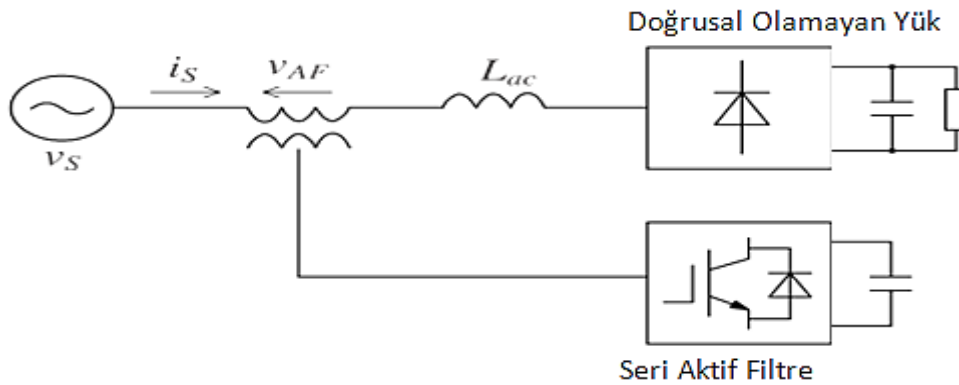 Doğrusal Olamayan Yük
i_S
v_AF
L_ac
v_S
Seri Aktif Filtre